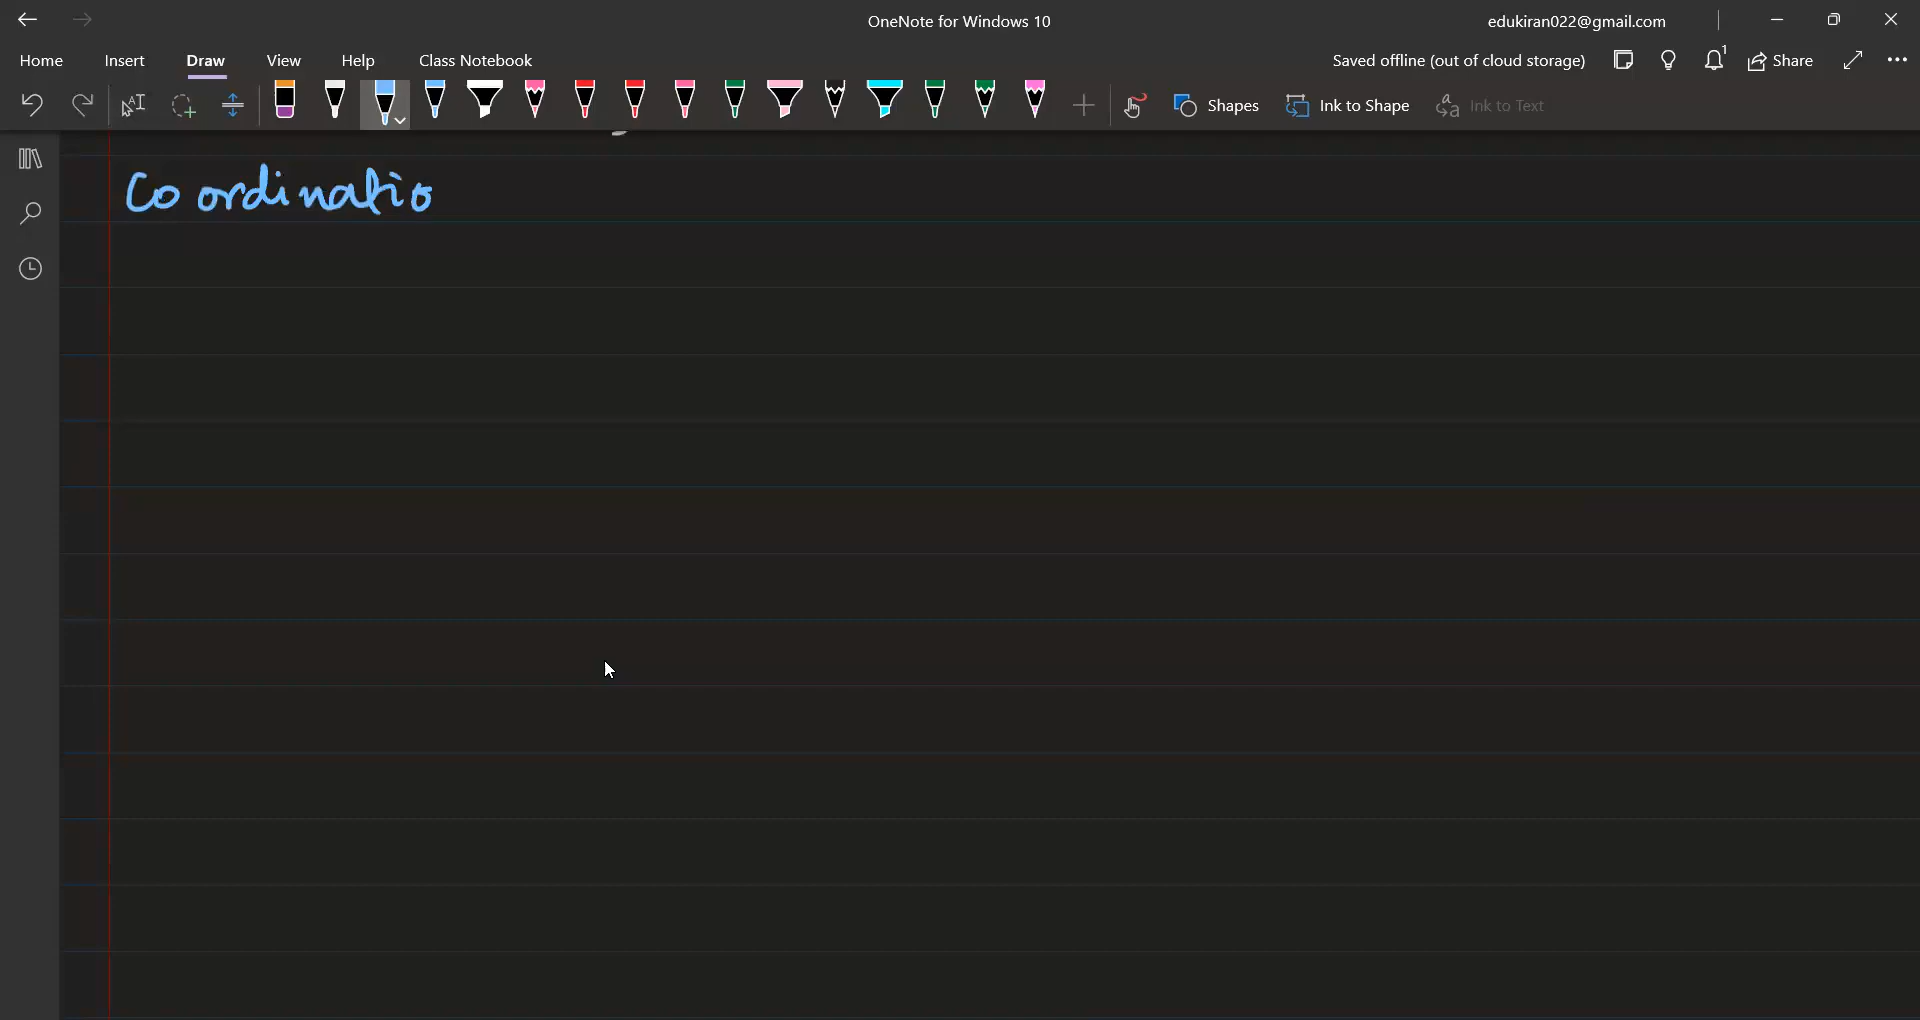 OneNote for Windows 10
edukiran022@gmail.com
Home Insert Draw View Help Class Notebook
Saved offline (out of cloud storage)
1
Share
Shapes
Ink to Shape
Ink to Text
Co ordinatio